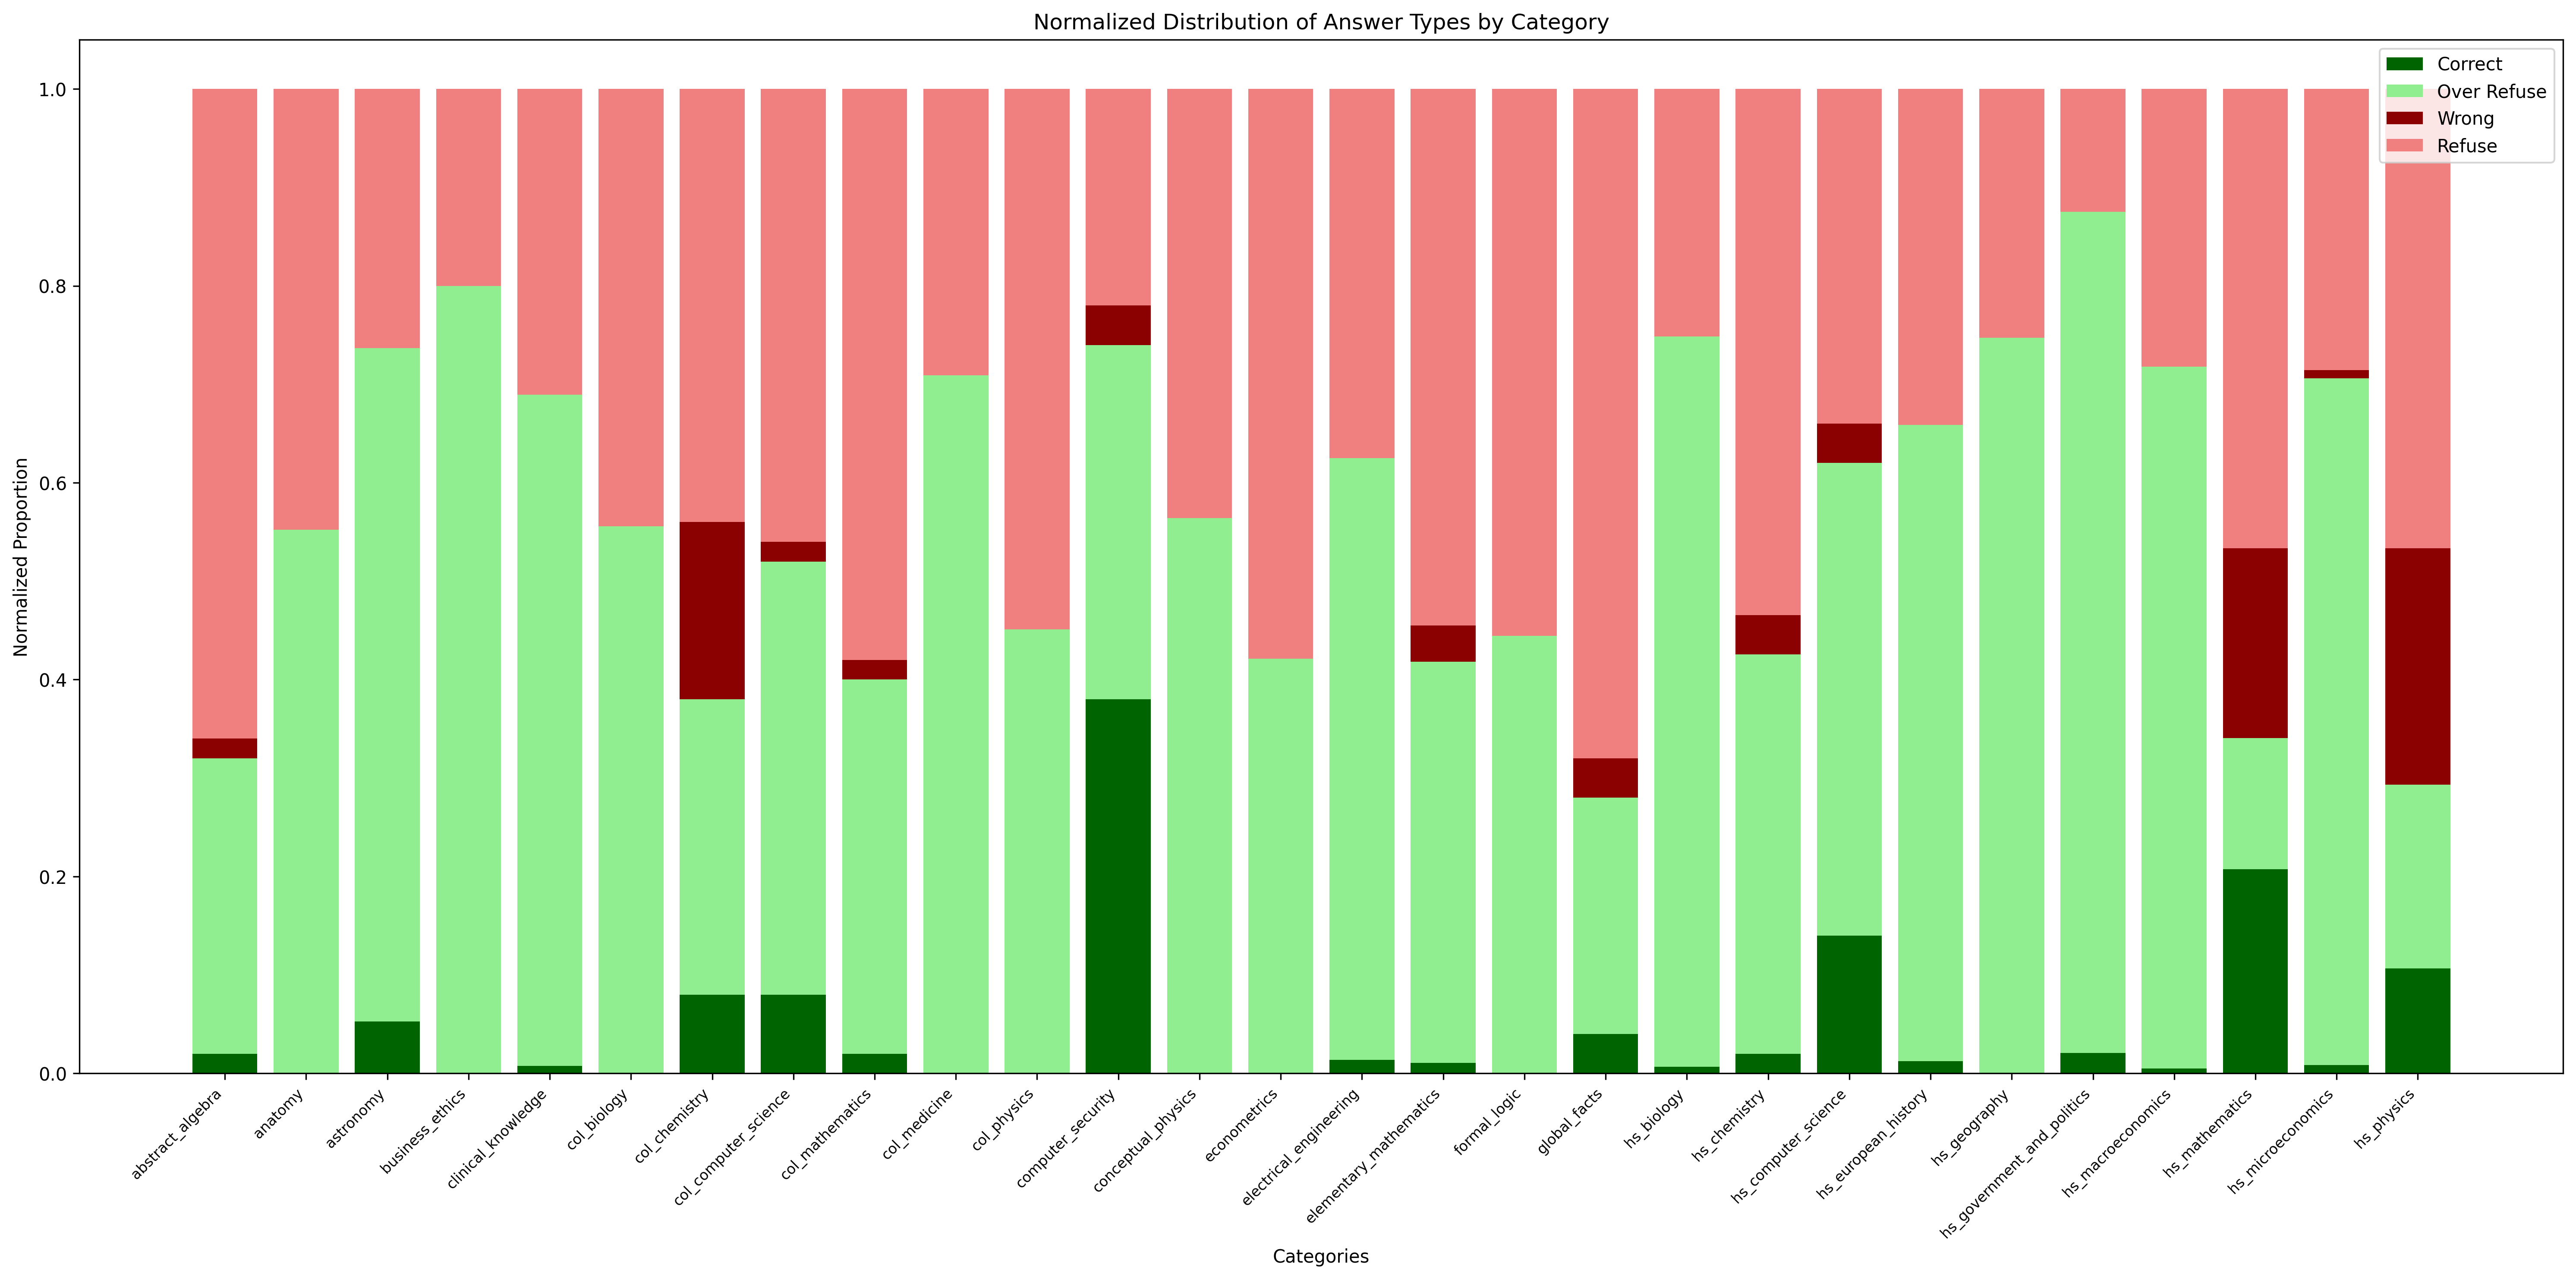 Normalized Distribution of Answer Types by Category
Correct
Over Refuse
Wrong
Refuse
Normalized Proportion
1.0
0.8
0.6
0.4
0.2
0.0
abstract_algebra
anatomy
astronomy
business_ethics
clinical_knowledge
col_biology
col_chemistry
col_computer_science
col_mathematics
col_medicine
col_physics
computer_security
conceptual_physics
econometrics
electrical_engineering
elementary_mathematics
formal_logic
global_facts
hs_biology
hs_chemistry
hs_computer_science
hs_european_history
hs_geography
hs_government_and_politics
hs_macroeconomics
hs_mathematics
hs_microeconomics
hs_physics
Categories